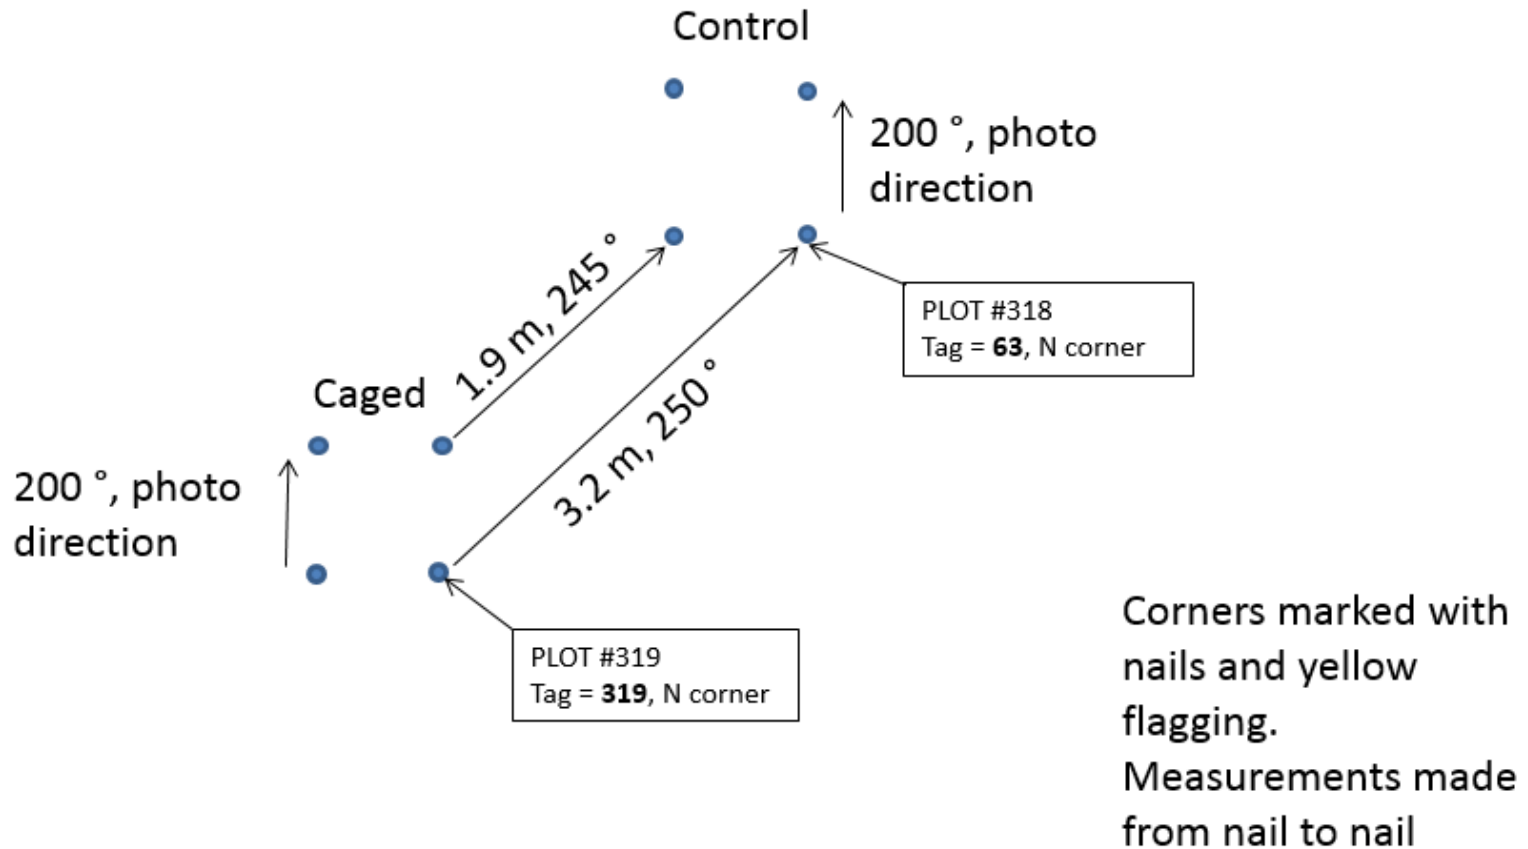 Control
200 °, photo
direction
1.9 m, 245 °
PLOT #318
Tag = 63, N corner
Caged
3.2 m, 250 °
200 °, photo
direction
PLOT #319
Tag = 319, N corner
Corners marked with
nails and yellow
flagging.
Measurements made
from nail to nail